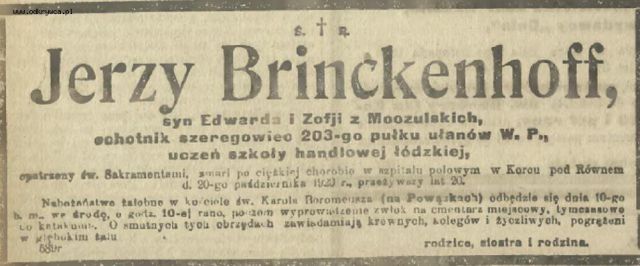 www.odkrywca.pl
Ś. † R.
Jerzy Brinckenhoff,
syn Edwarda i Zofji z Moozulskich,
ochotnik szeregowiec 203-go pułku ułanów W. P.,
uczeń szkoły handlowej łódzkiej,
opatrzony św. Sakramentami, zmarł po ciężkiej chorobie w szpitalu polowym w Korcu pod Równem
d. 20-go października 1920 r., przeżywszy lat 20.
Nabożeństwo żałobne w kościele św. Karola Boromeusza (na Powązkach) odbędzie się dnia 10-go
b. m. we środę, o godz. 10-ej rano, poczem wyprowadzenie zwłok na cmentarz miejscowy, tymczasowo
do katakumb. O smutnych tych obrzędach zawiadamiają krewnych, kolegów i życzliwych, pogrążeni
w głębokim żalu
rodzice, siostra i rodzina.